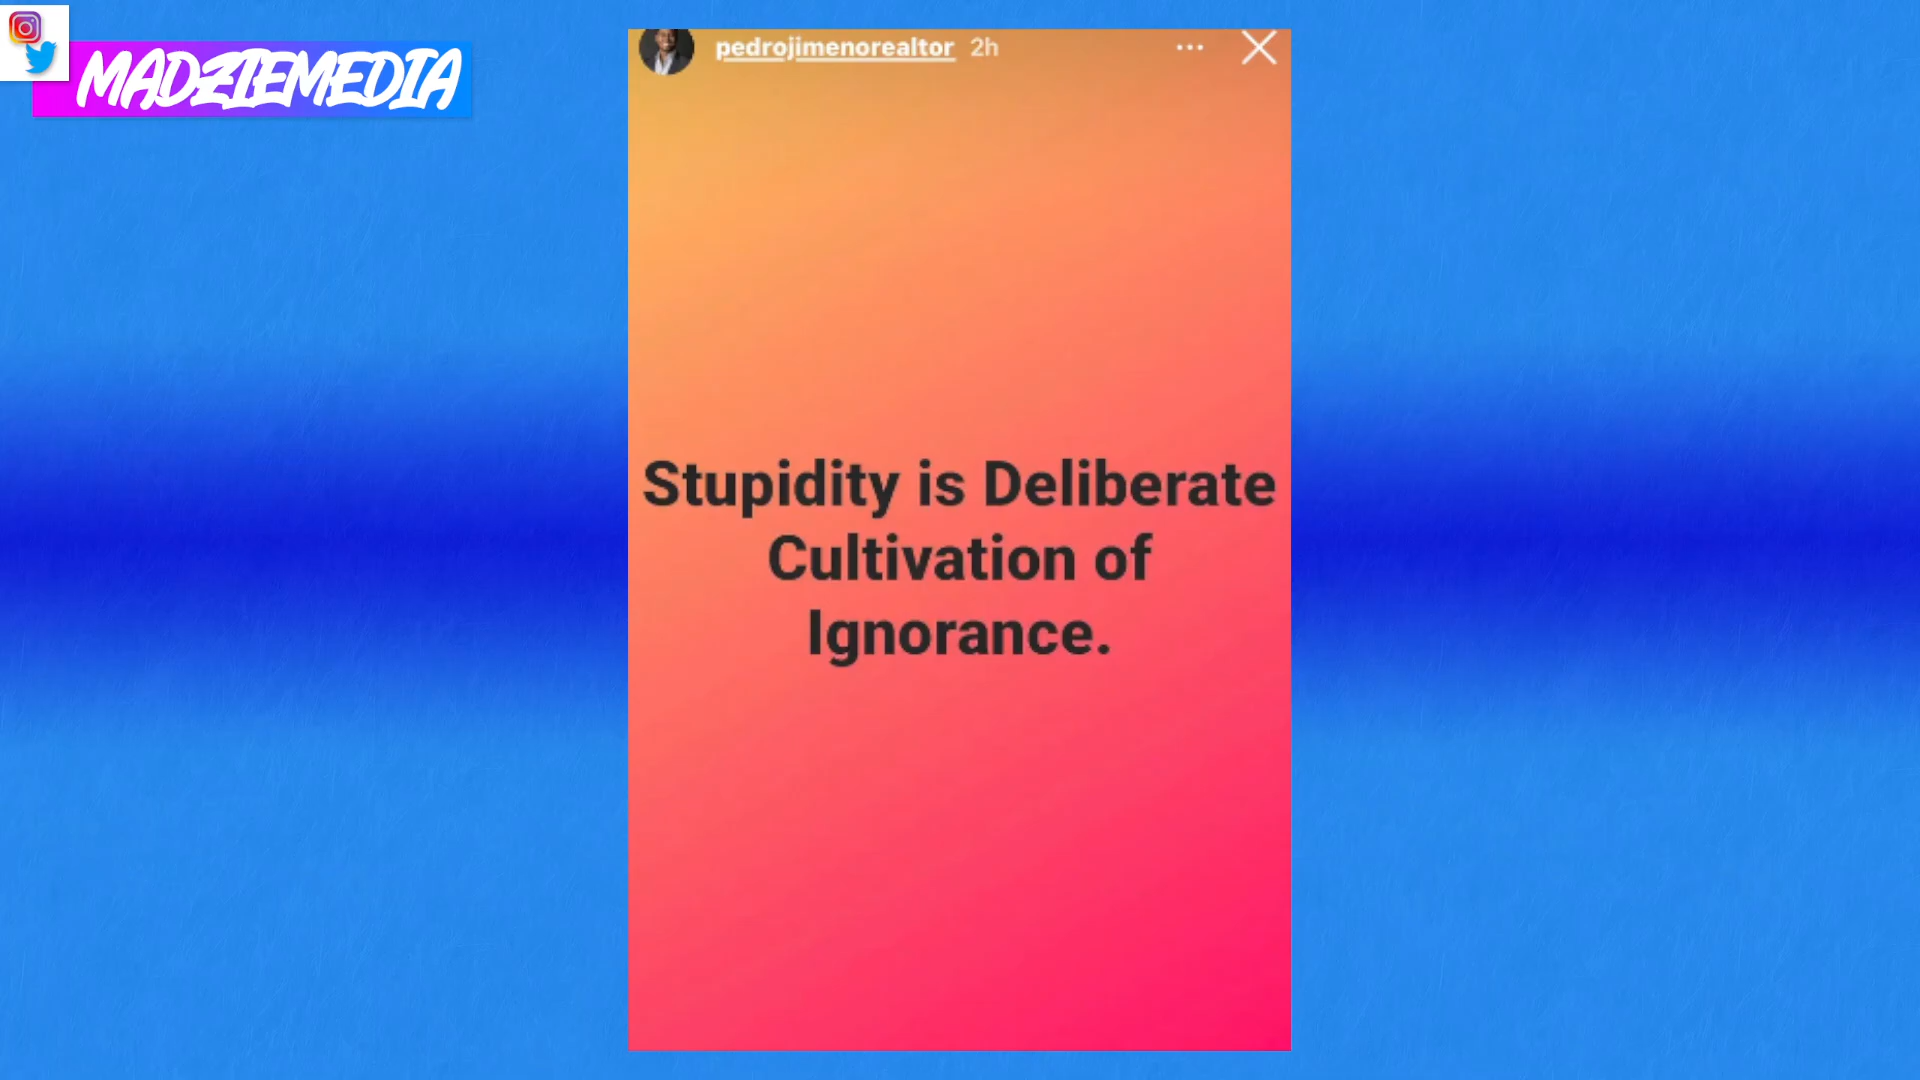 MADZIEMEDIA
pedrojimenorealtor 2h
Stupidity is Deliberate
Cultivation of
Ignorance.